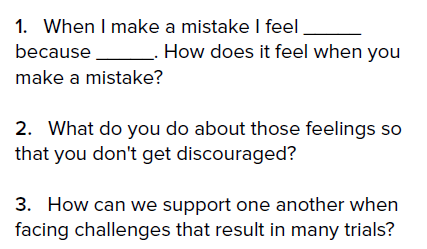 1. When I make a mistake I feel ______
because ______. How does it feel when you
make a mistake?
2. What do you do about those feelings so
that you don't get discouraged?
3. How can we support one another when
facing challenges that result in many trials?